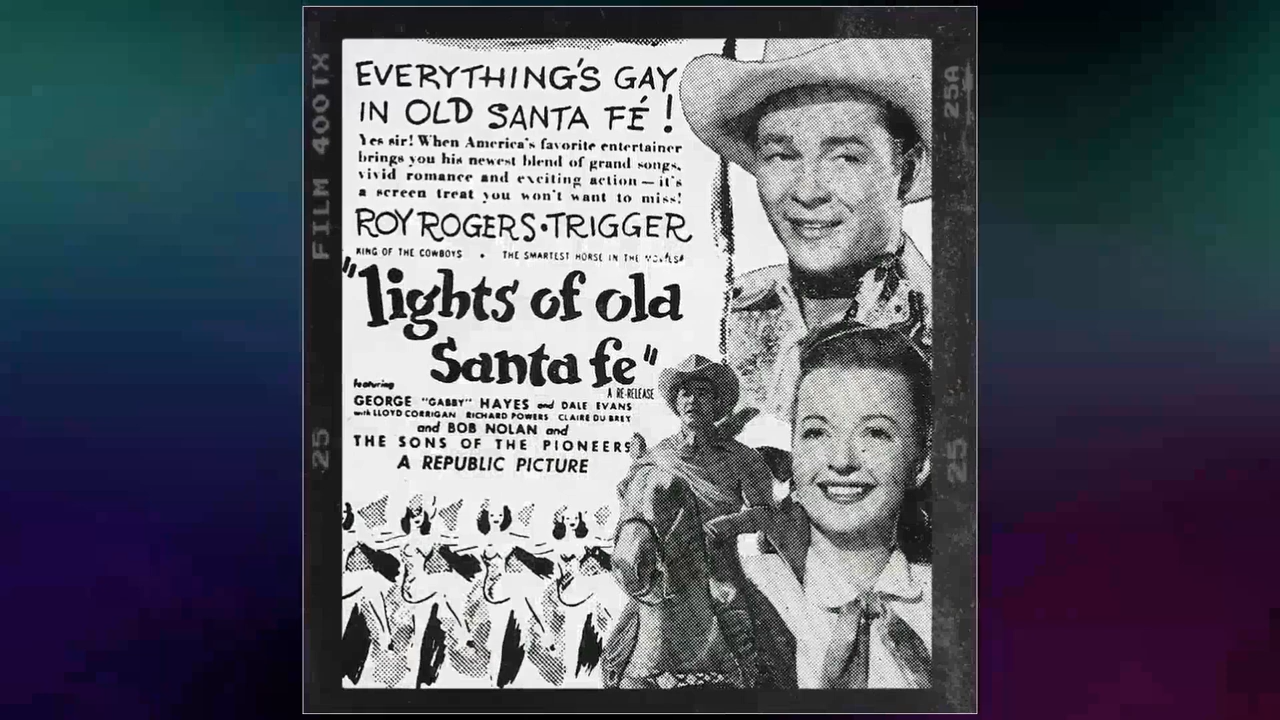 EVERYTHING'S GAY
IN OLD SANTA FÉ!
Yes sir! When America's favorite entertainer
brings you his newest blend of grand songs,
vivid romance and exciting action — it's
a screen treat you won't want to miss!
ROY ROGERS • TRIGGER
KING OF THE COWBOYS • THE SMARTEST HORSE IN THE MOVIES
"lights of old
Santa fe"
A RE-RELEASE
featuring
GEORGE "GABBY" HAYES and DALE EVANS
with LLOYD CORRIGAN RICHARD POWERS CLAIRE DU BREY
and BOB NOLAN and
THE SONS OF THE PIONEERS
A REPUBLIC PICTURE
FILM 400TX
25
25A
25